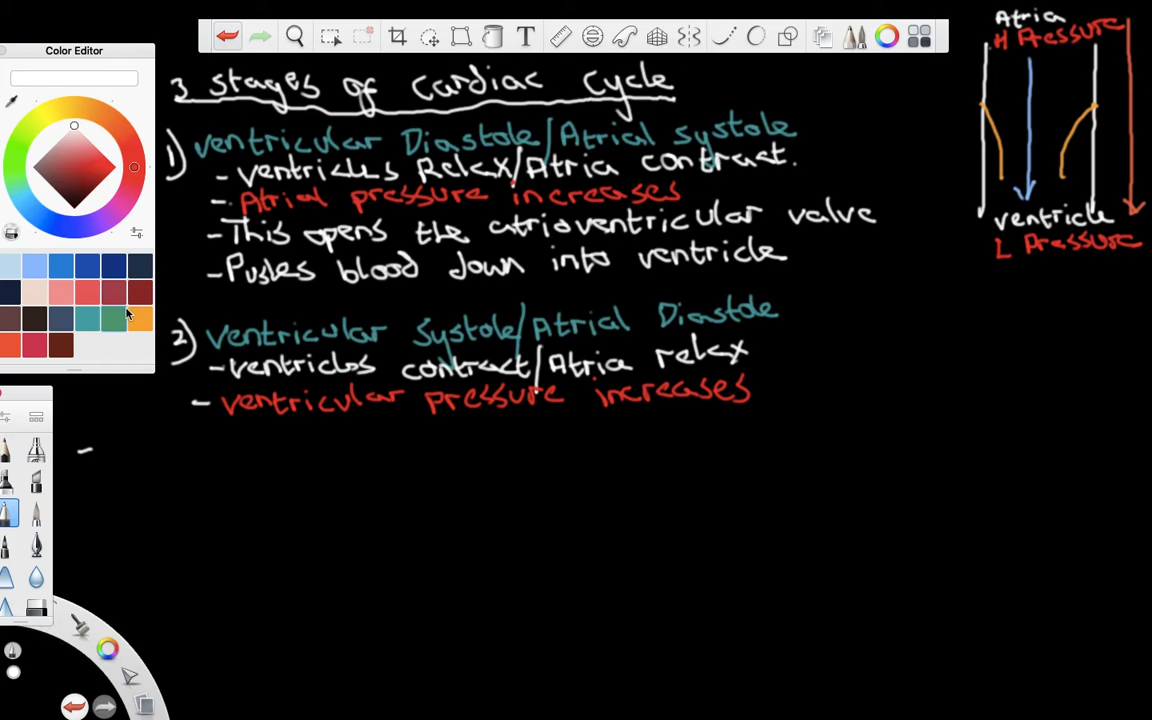 Color Editor
3 stages of Cardiac Cycle
1) ventricular Diastole/Atrial systole
- ventricles Relax/Atria contract.
- Atrial pressure increases
- This opens the atrioventricular valve
- Pushes blood down into ventricle
2) ventricular Systole/Atrial Diastole
- ventricles contract/Atria relax
- ventricular pressure increases
-
Atria
H Pressure
ventricle
L Pressure